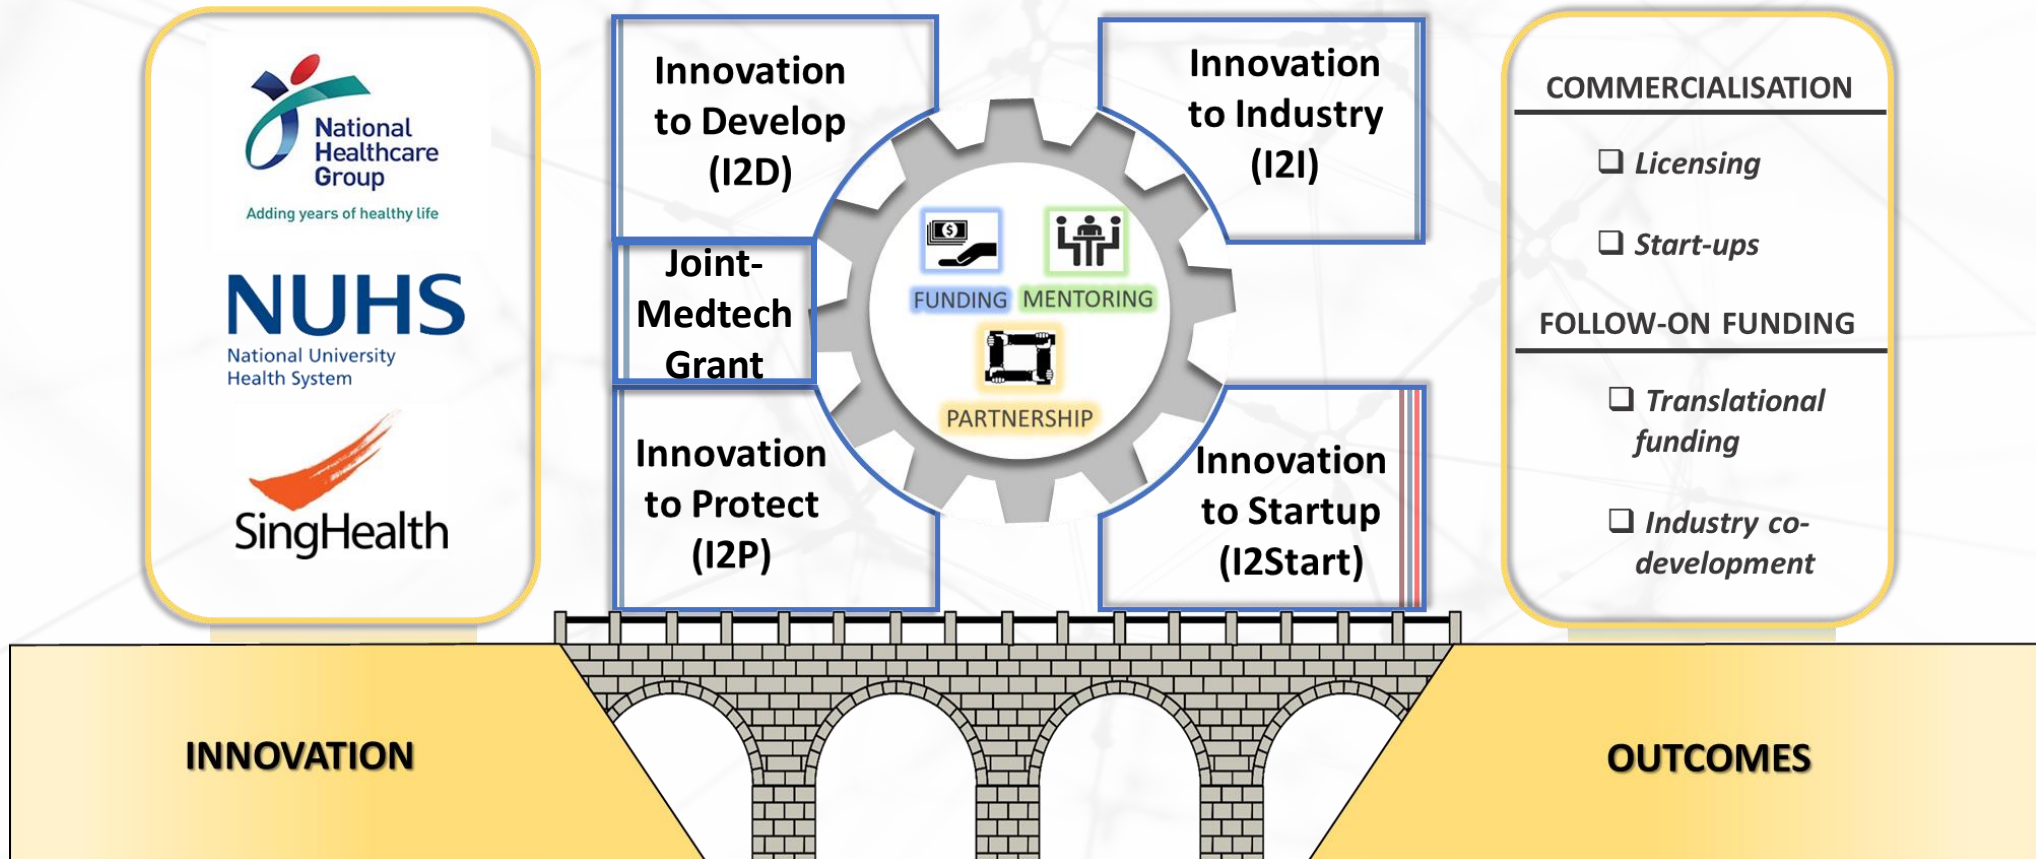 National
Healthcare
Group
Adding years of healthy life
NUHS
National University
Health System
SingHealth
Innovation
to Develop
(I2D)
Joint-
Medtech
Grant
Innovation
to Protect
(I2P)
FUNDING
MENTORING
PARTNERSHIP
Innovation
to Industry
(I2I)
Innovation
to Startup
(I2Start)
COMMERCIALISATION
❑ Licensing
❑ Start-ups
FOLLOW-ON FUNDING
❑ Translational
funding
❑ Industry co-
development
INNOVATION
OUTCOMES